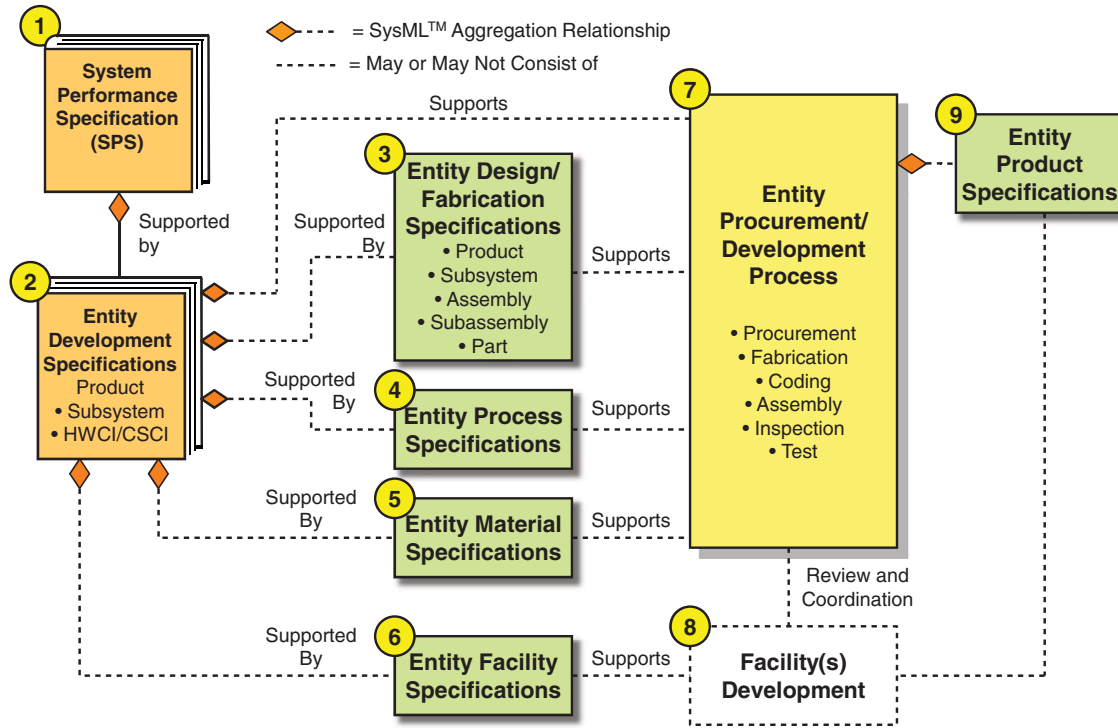 1
System
Performance
Specification
(SPS)
= SysML™ Aggregation Relationship
= May or May Not Consist of
Supported
by
2
Entity
Development
Specifications
Product
• Subsystem
• HWCI/CSCI
Supports
Supported
By
3
Entity Design/
Fabrication
Specifications
• Product
• Subsystem
• Assembly
• Subassembly
• Part
Supports
Supported
By
4
Entity Process
Specifications
Supports
Supported
By
5
Entity Material
Specifications
Supports
Supported
By
6
Entity Facility
Specifications
Supports
7
Entity
Procurement/
Development
Process
• Procurement
• Fabrication
• Coding
• Assembly
• Inspection
• Test
Review and
Coordination
8
Facility(s)
Development
9
Entity
Product
Specifications